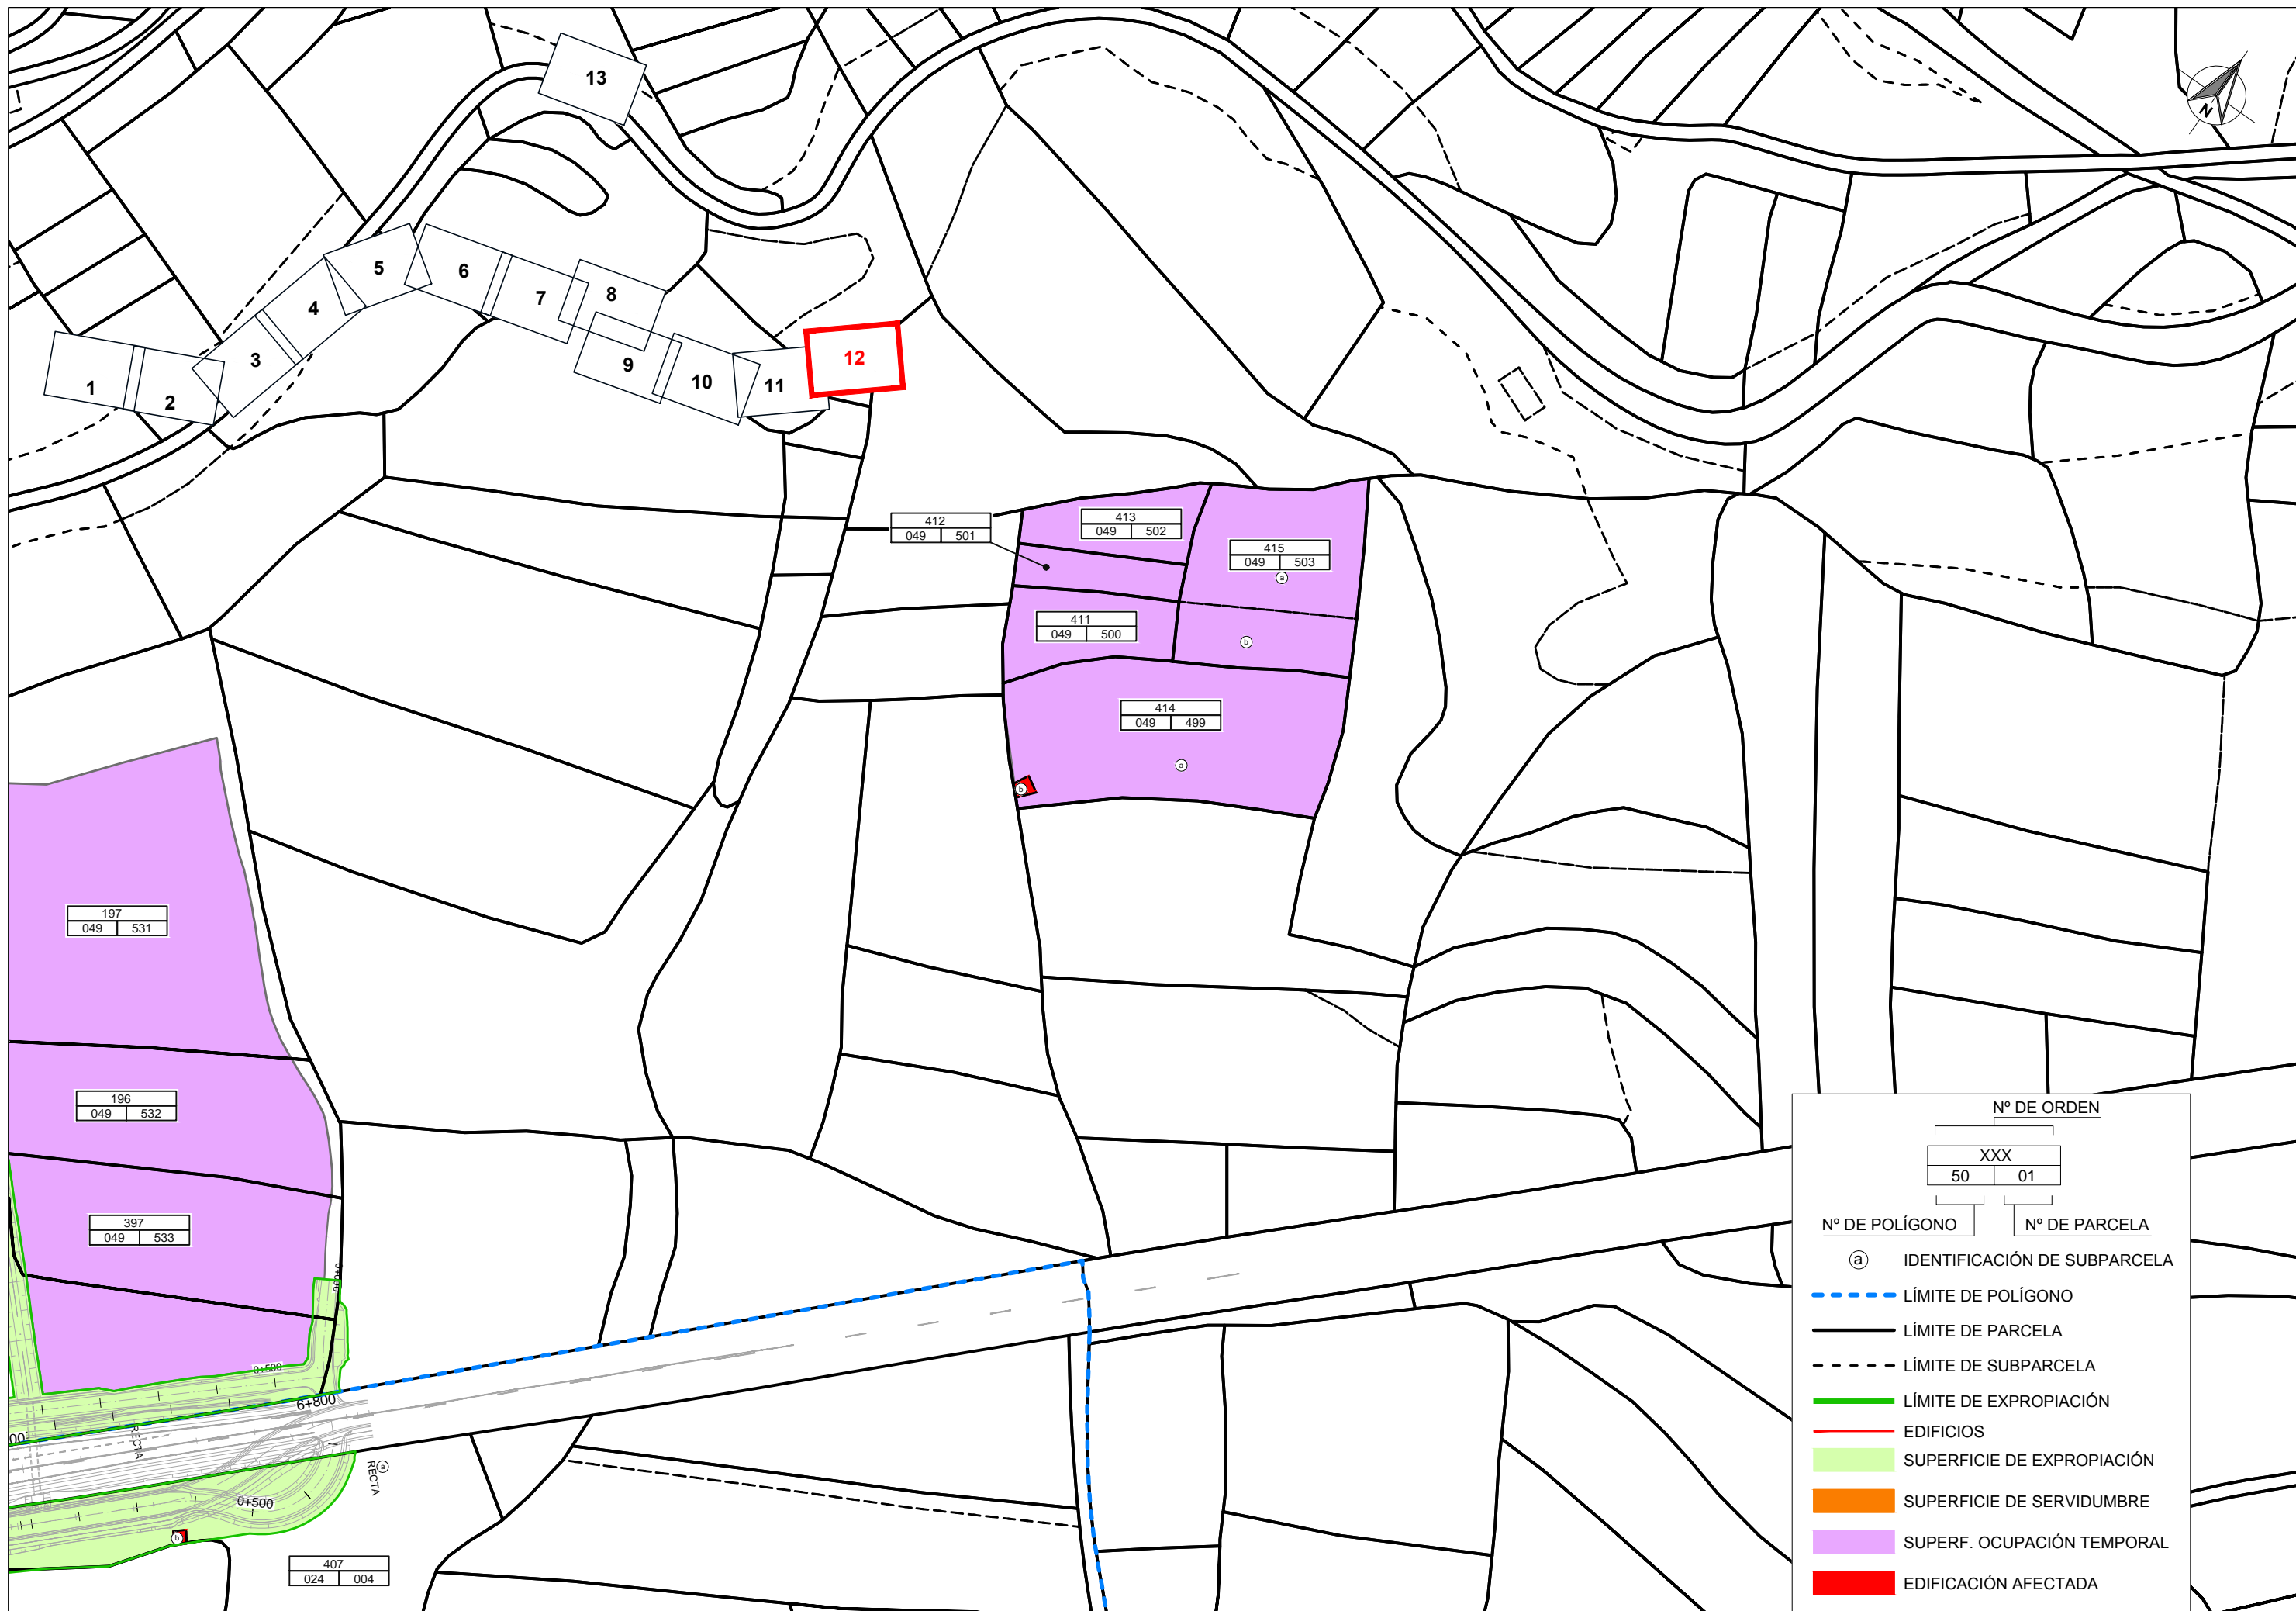 13
N
5
6
7
8
4
3
9
10
11
12
1
2
412
049 501
413
049 502
415
049 503
a
411
049 500
b
414
049 499
a
b
197
049 531
196
049 532
397
049 533
0+000
0+500
6+800
00
RECTA
RECTA
a
0+500
b
407
024 004
Nº DE ORDEN
XXX
50 01
Nº DE POLÍGONO
Nº DE PARCELA
a IDENTIFICACIÓN DE SUBPARCELA
LÍMITE DE POLÍGONO
LÍMITE DE PARCELA
LÍMITE DE SUBPARCELA
LÍMITE DE EXPROPIACIÓN
EDIFICIOS
SUPERFICIE DE EXPROPIACIÓN
SUPERFICIE DE SERVIDUMBRE
SUPERF. OCUPACIÓN TEMPORAL
EDIFICACIÓN AFECTADA